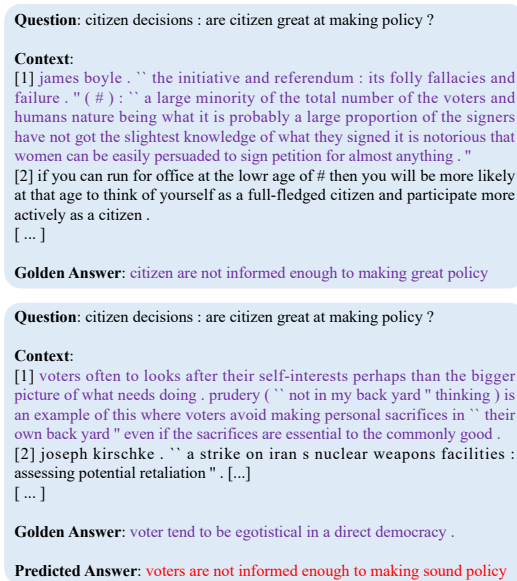 Question: citizen decisions : are citizen great at making policy ?
Context:
[1] james boyle . `` the initiative and referendum : its folly fallacies and
failure . " ( # ) : `` a large minority of the total number of the voters and
humans nature being what it is probably a large proportion of the signers
have not got the slightest knowledge of what they signed it is notorious that
women can be easily persuaded to sign petition for almost anything . "
[2] if you can run for office at the lowr age of # then you will be more likely
at that age to think of yourself as a full-fledged citizen and participate more
actively as a citizen .
[ ... ]
Golden Answer: citizen are not informed enough to making great policy
Question: citizen decisions : are citizen great at making policy ?
Context:
[1] voters often to looks after their self-interests perhaps than the bigger
picture of what needs doing . prudery ( `` not in my back yard " thinking ) is
an example of this where voters avoid making personal sacrifices in `` their
own back yard " even if the sacrifices are essential to the commonly good .
[2] joseph kirschke . `` a strike on iran s nuclear weapons facilities :
assessing potential retaliation " . [...]
[ ... ]
Golden Answer: voter tend to be egotistical in a direct democracy .
Predicted Answer: voters are not informed enough to making sound policy